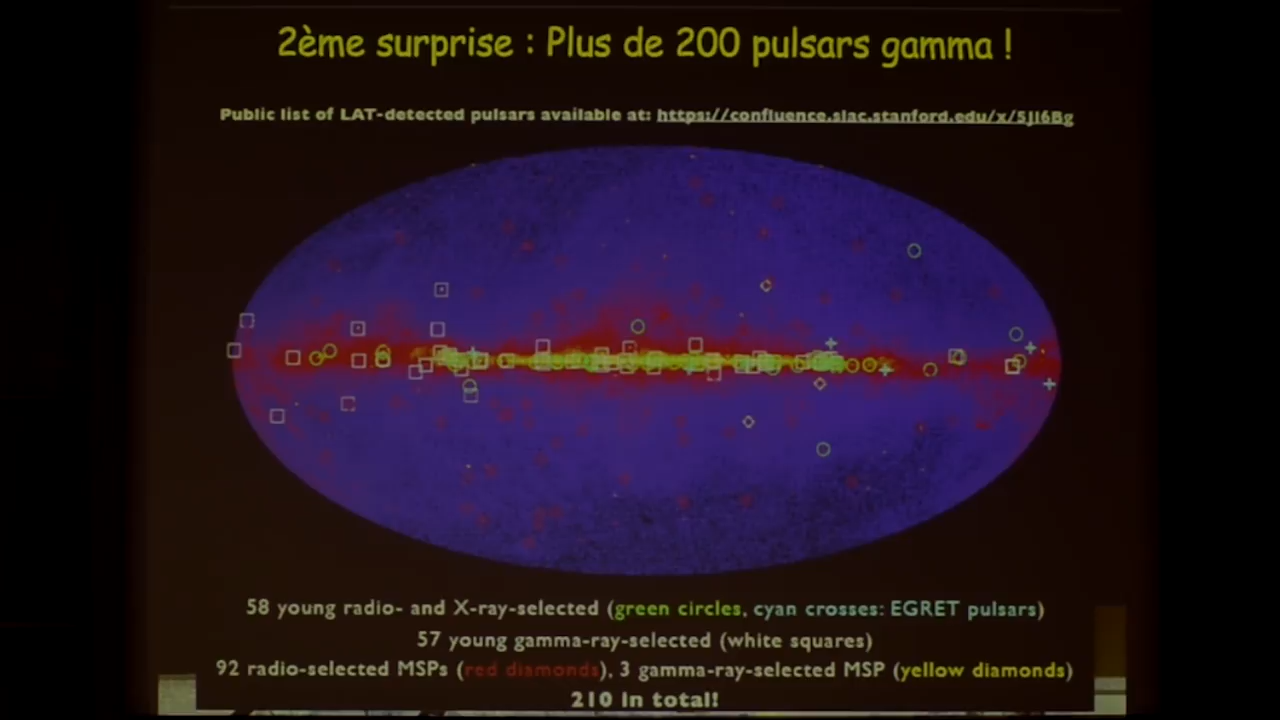 2ème surprise : Plus de 200 pulsars gamma !
Public list of LAT-detected pulsars available at: https://confluence.slac.stanford.edu/x/5Jl6Bg
58 young radio- and X-ray-selected (green circles, cyan crosses: EGRET pulsars)
57 young gamma-ray-selected (white squares)
92 radio-selected MSPs (red diamonds), 3 gamma-ray-selected MSP (yellow diamonds)
210 in total!